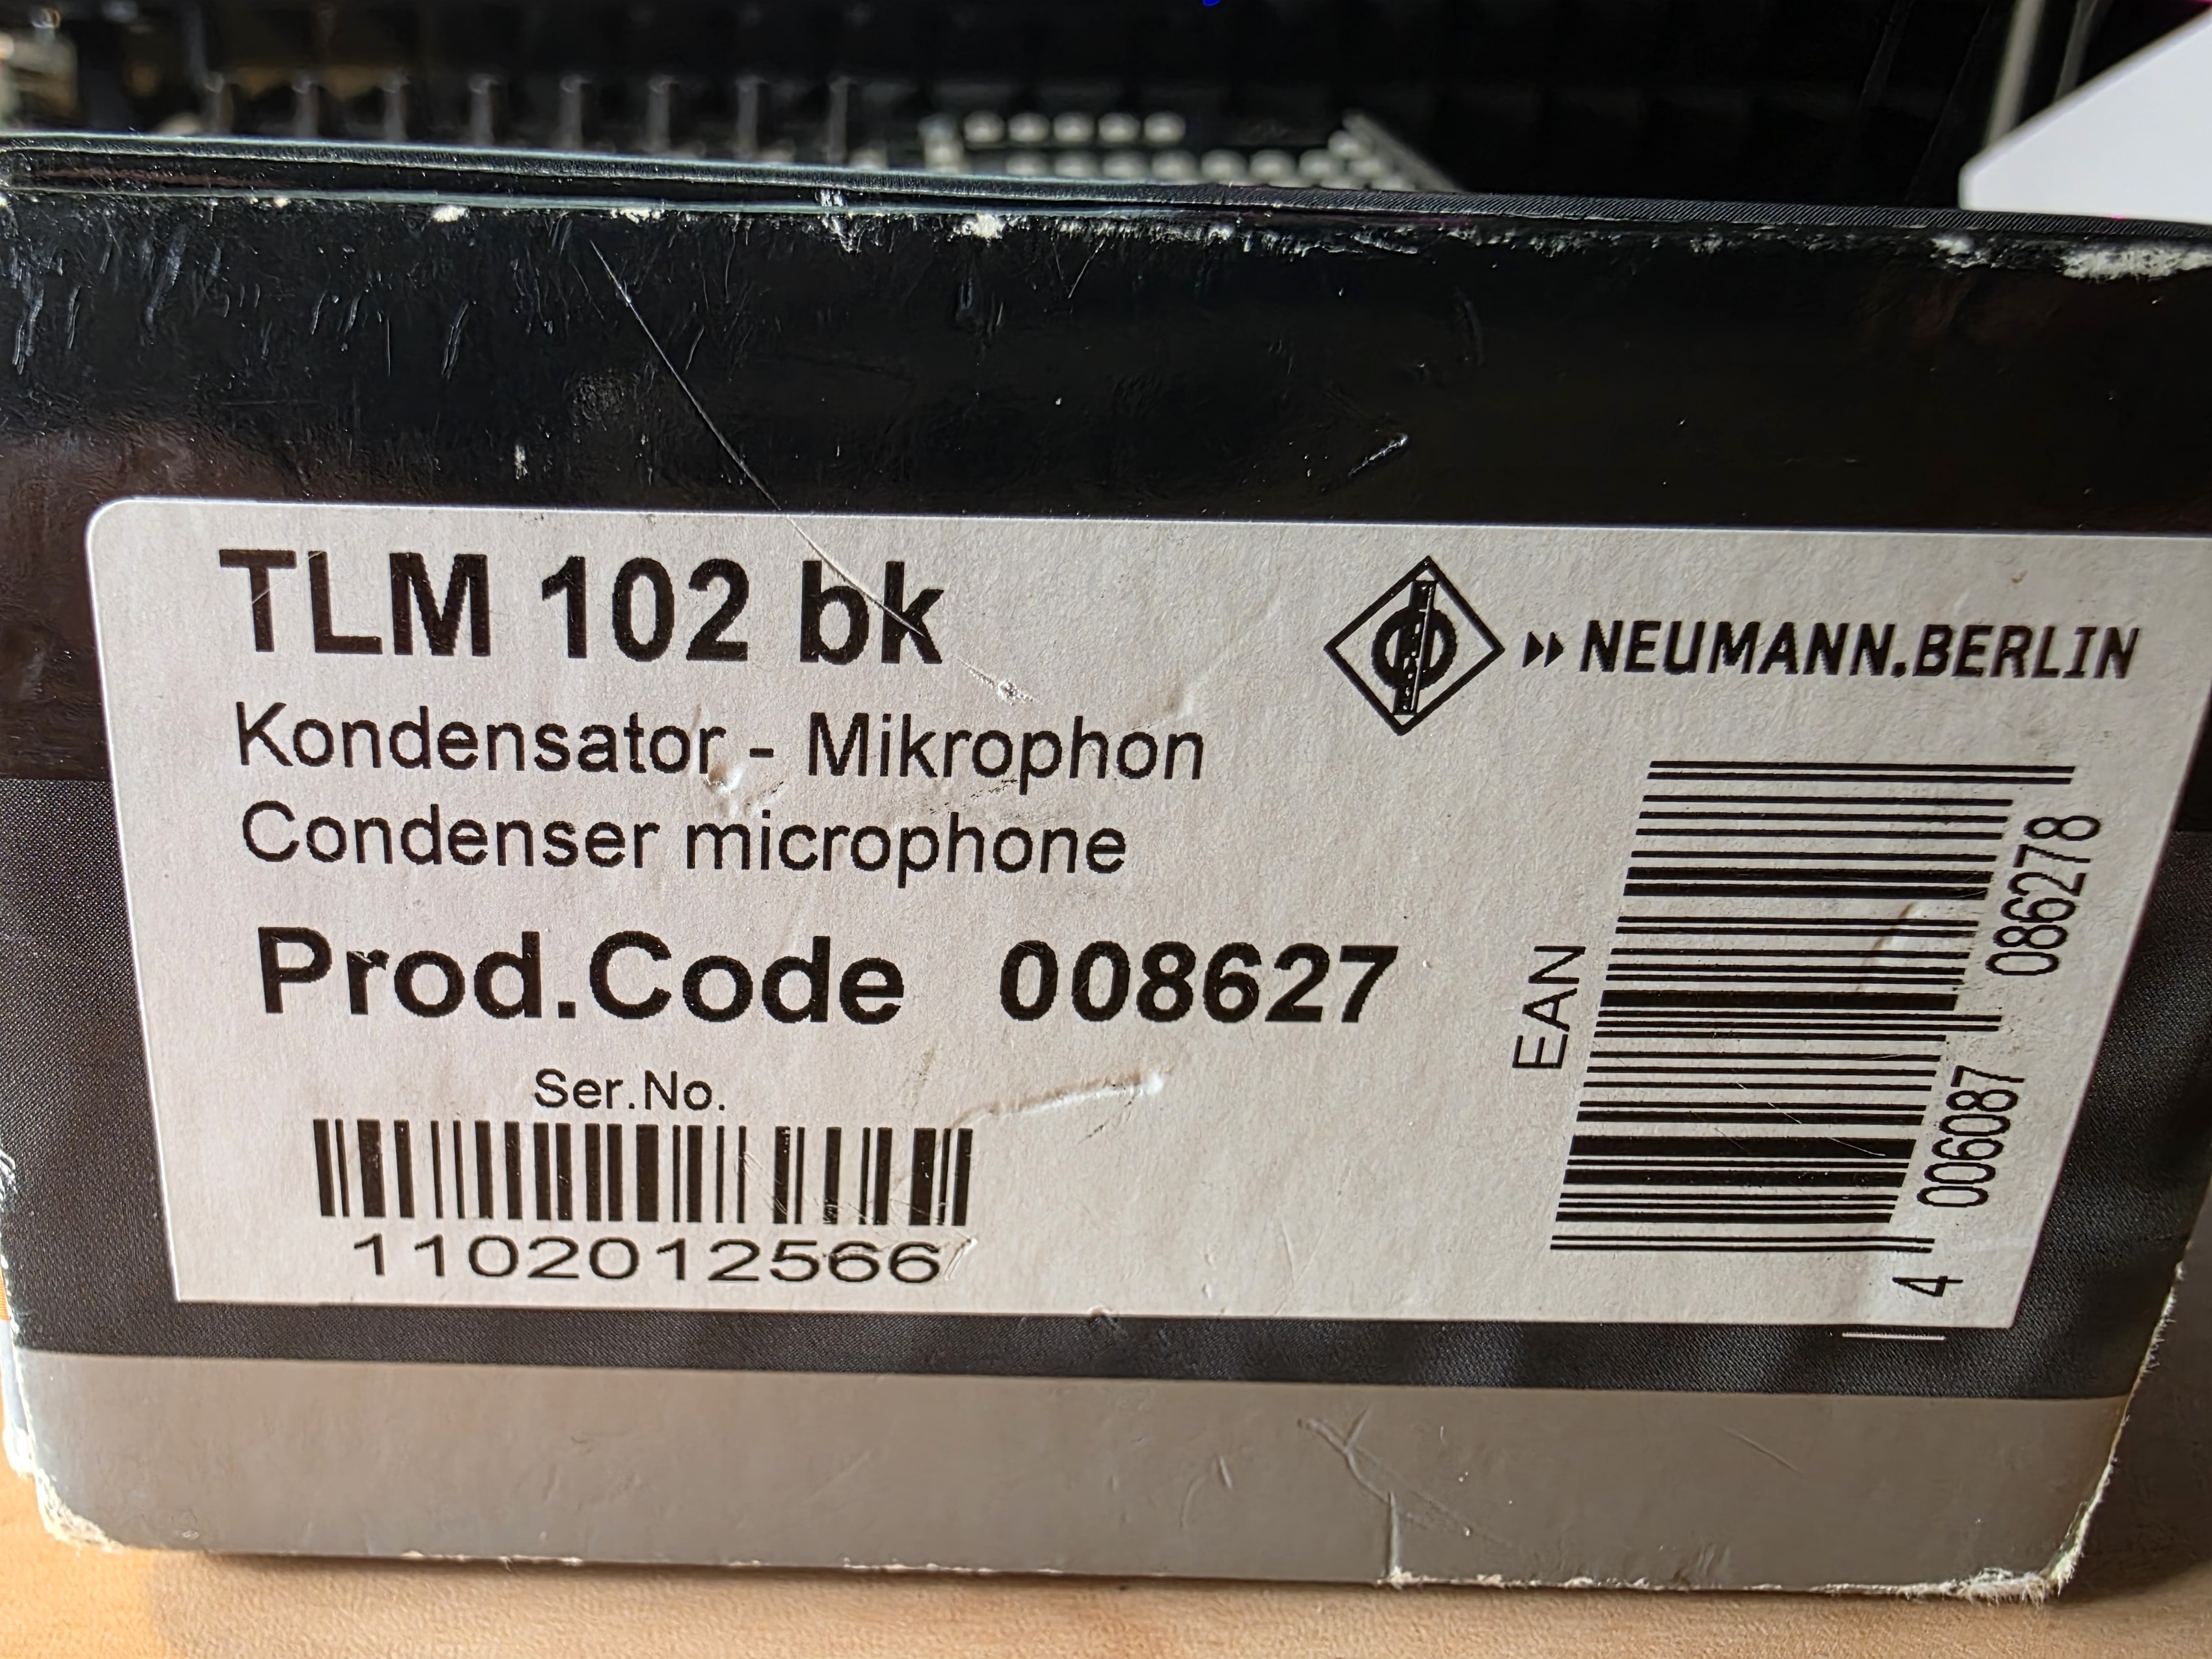 TLM 102 bk
NEUMANN.BERLIN
Kondensator - Mikrophon
Condenser microphone
Prod.Code 008627
Ser.No.
1102012566
EAN
4 006087 086278